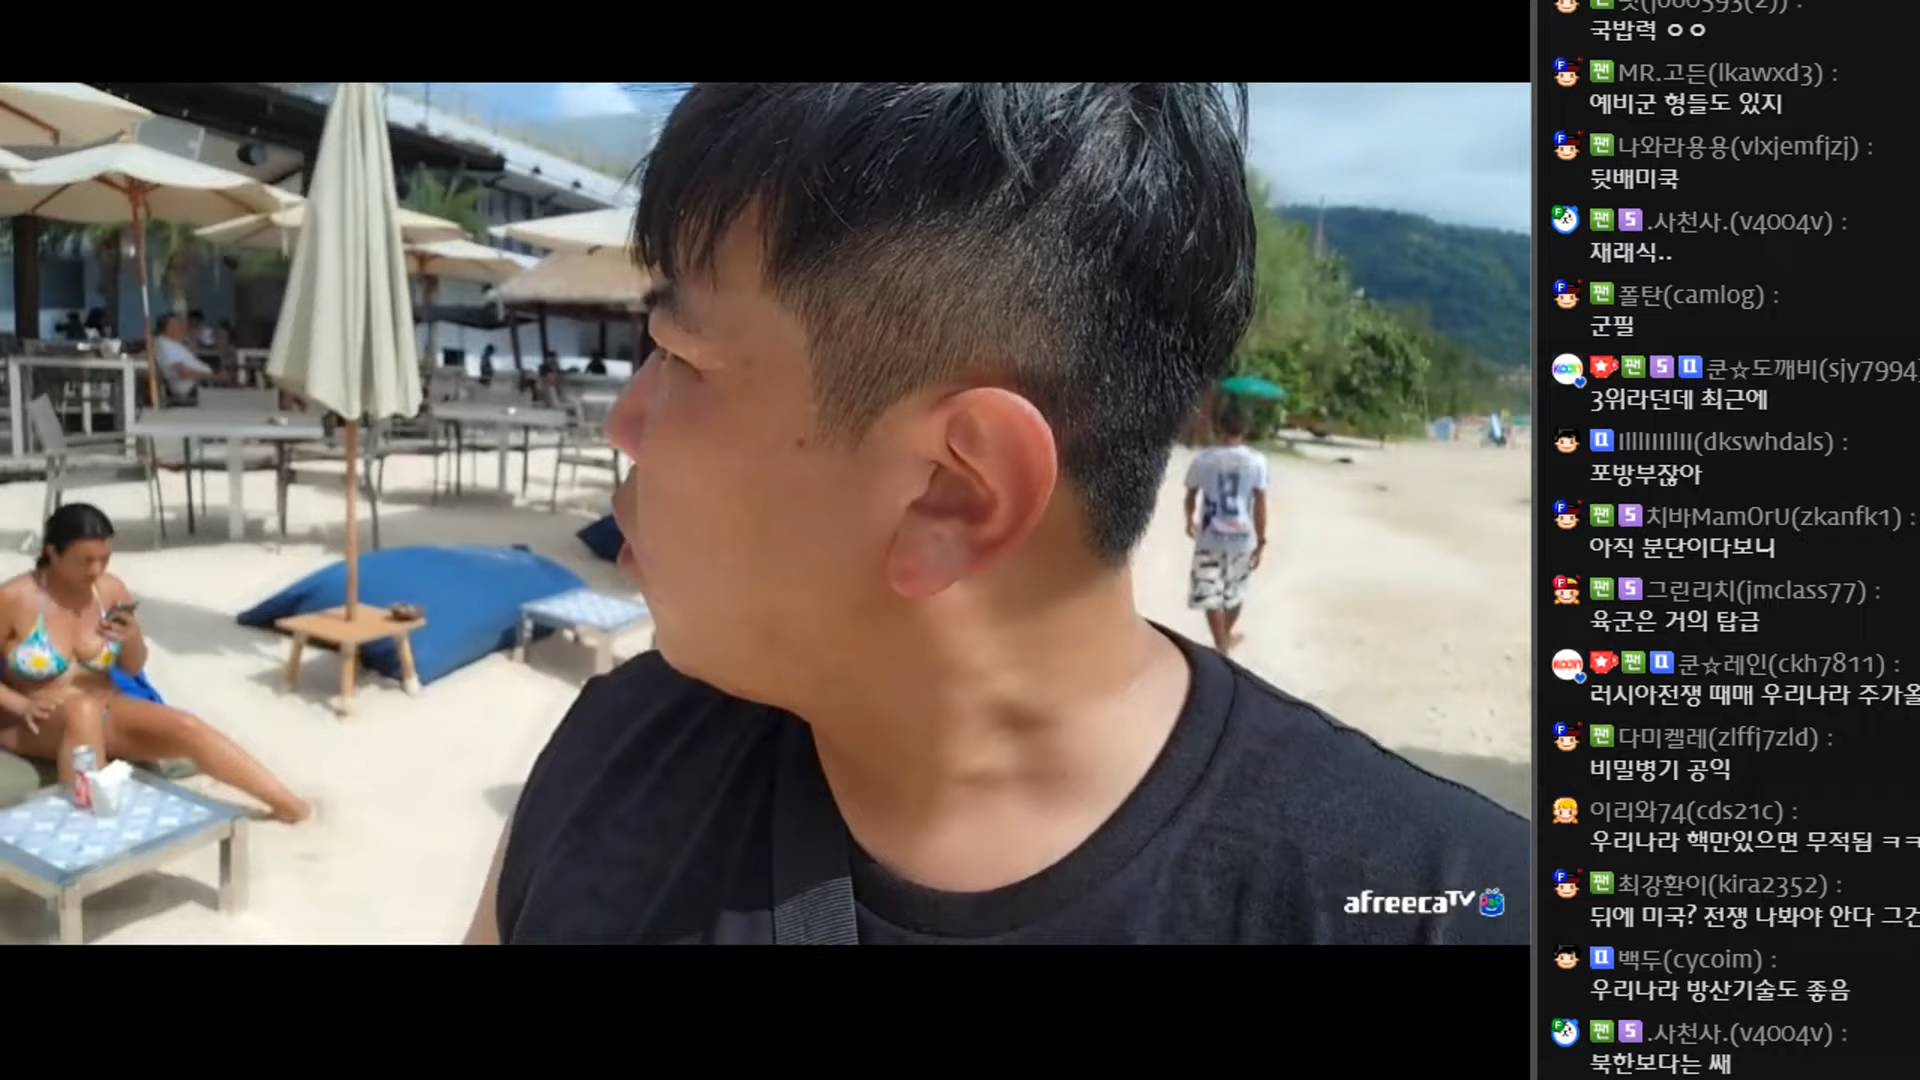 국밥력 ㅇㅇ
팬 MR.고든(lkawxd3) :
예비군 형들도 있지
팬 나와라용용(vlxjemfjzj) :
뒷배미쿡
팬 S .사천사.(v4004v) :
재래식..
팬 폴탄(camlog) :
군필
팬 S 쿤☆도깨비(sjy7994)
3위라던데 최근에
IlllIIIIlII(dkswhdals) :
포방부잖아
팬 S 치바MamOrU(zkanfk1) :
아직 분단이다보니
팬 S 그린리치(jmclass77) :
육군은 거의 탑급
팬 쿤☆레인(ckh7811) :
러시아전쟁 때매 우리나라 주가올
팬 다미켈레(zlffj7zld) :
비밀병기 공익
이리와74(cds21c) :
우리나라 핵만있으면 무적됨 ㅋㅋ
팬 최강환이(kira2352) :
뒤에 미국? 전쟁 나봐야 안다 그건
백두(cycoim) :
우리나라 방산기술도 좋음
팬 S .사천사.(v4004v) :
북한보다는 쌔
afreecaTV